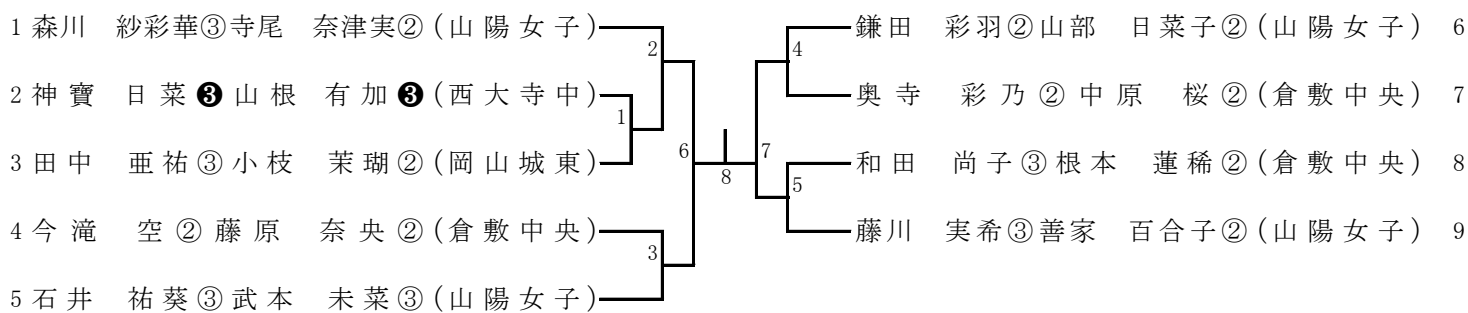 1 森川 紗彩華③寺尾 奈津実②(山陽女子)
2 神寶 日菜❸山根 有加❸(西大寺中)
3 田中 亜祐③小枝 茉瑚②(岡山城東)
4 今滝 空②藤原 奈央②(倉敷中央)
5 石井 祐葵③武本 未菜③(山陽女子)
2
1
3
6
8
7
4
5
鎌田 彩羽②山部 日菜子②(山陽女子) 6
奥寺 彩乃②中原 桜②(倉敷中央) 7
和田 尚子③根本 蓮稀②(倉敷中央) 8
藤川 実希③善家 百合子②(山陽女子) 9